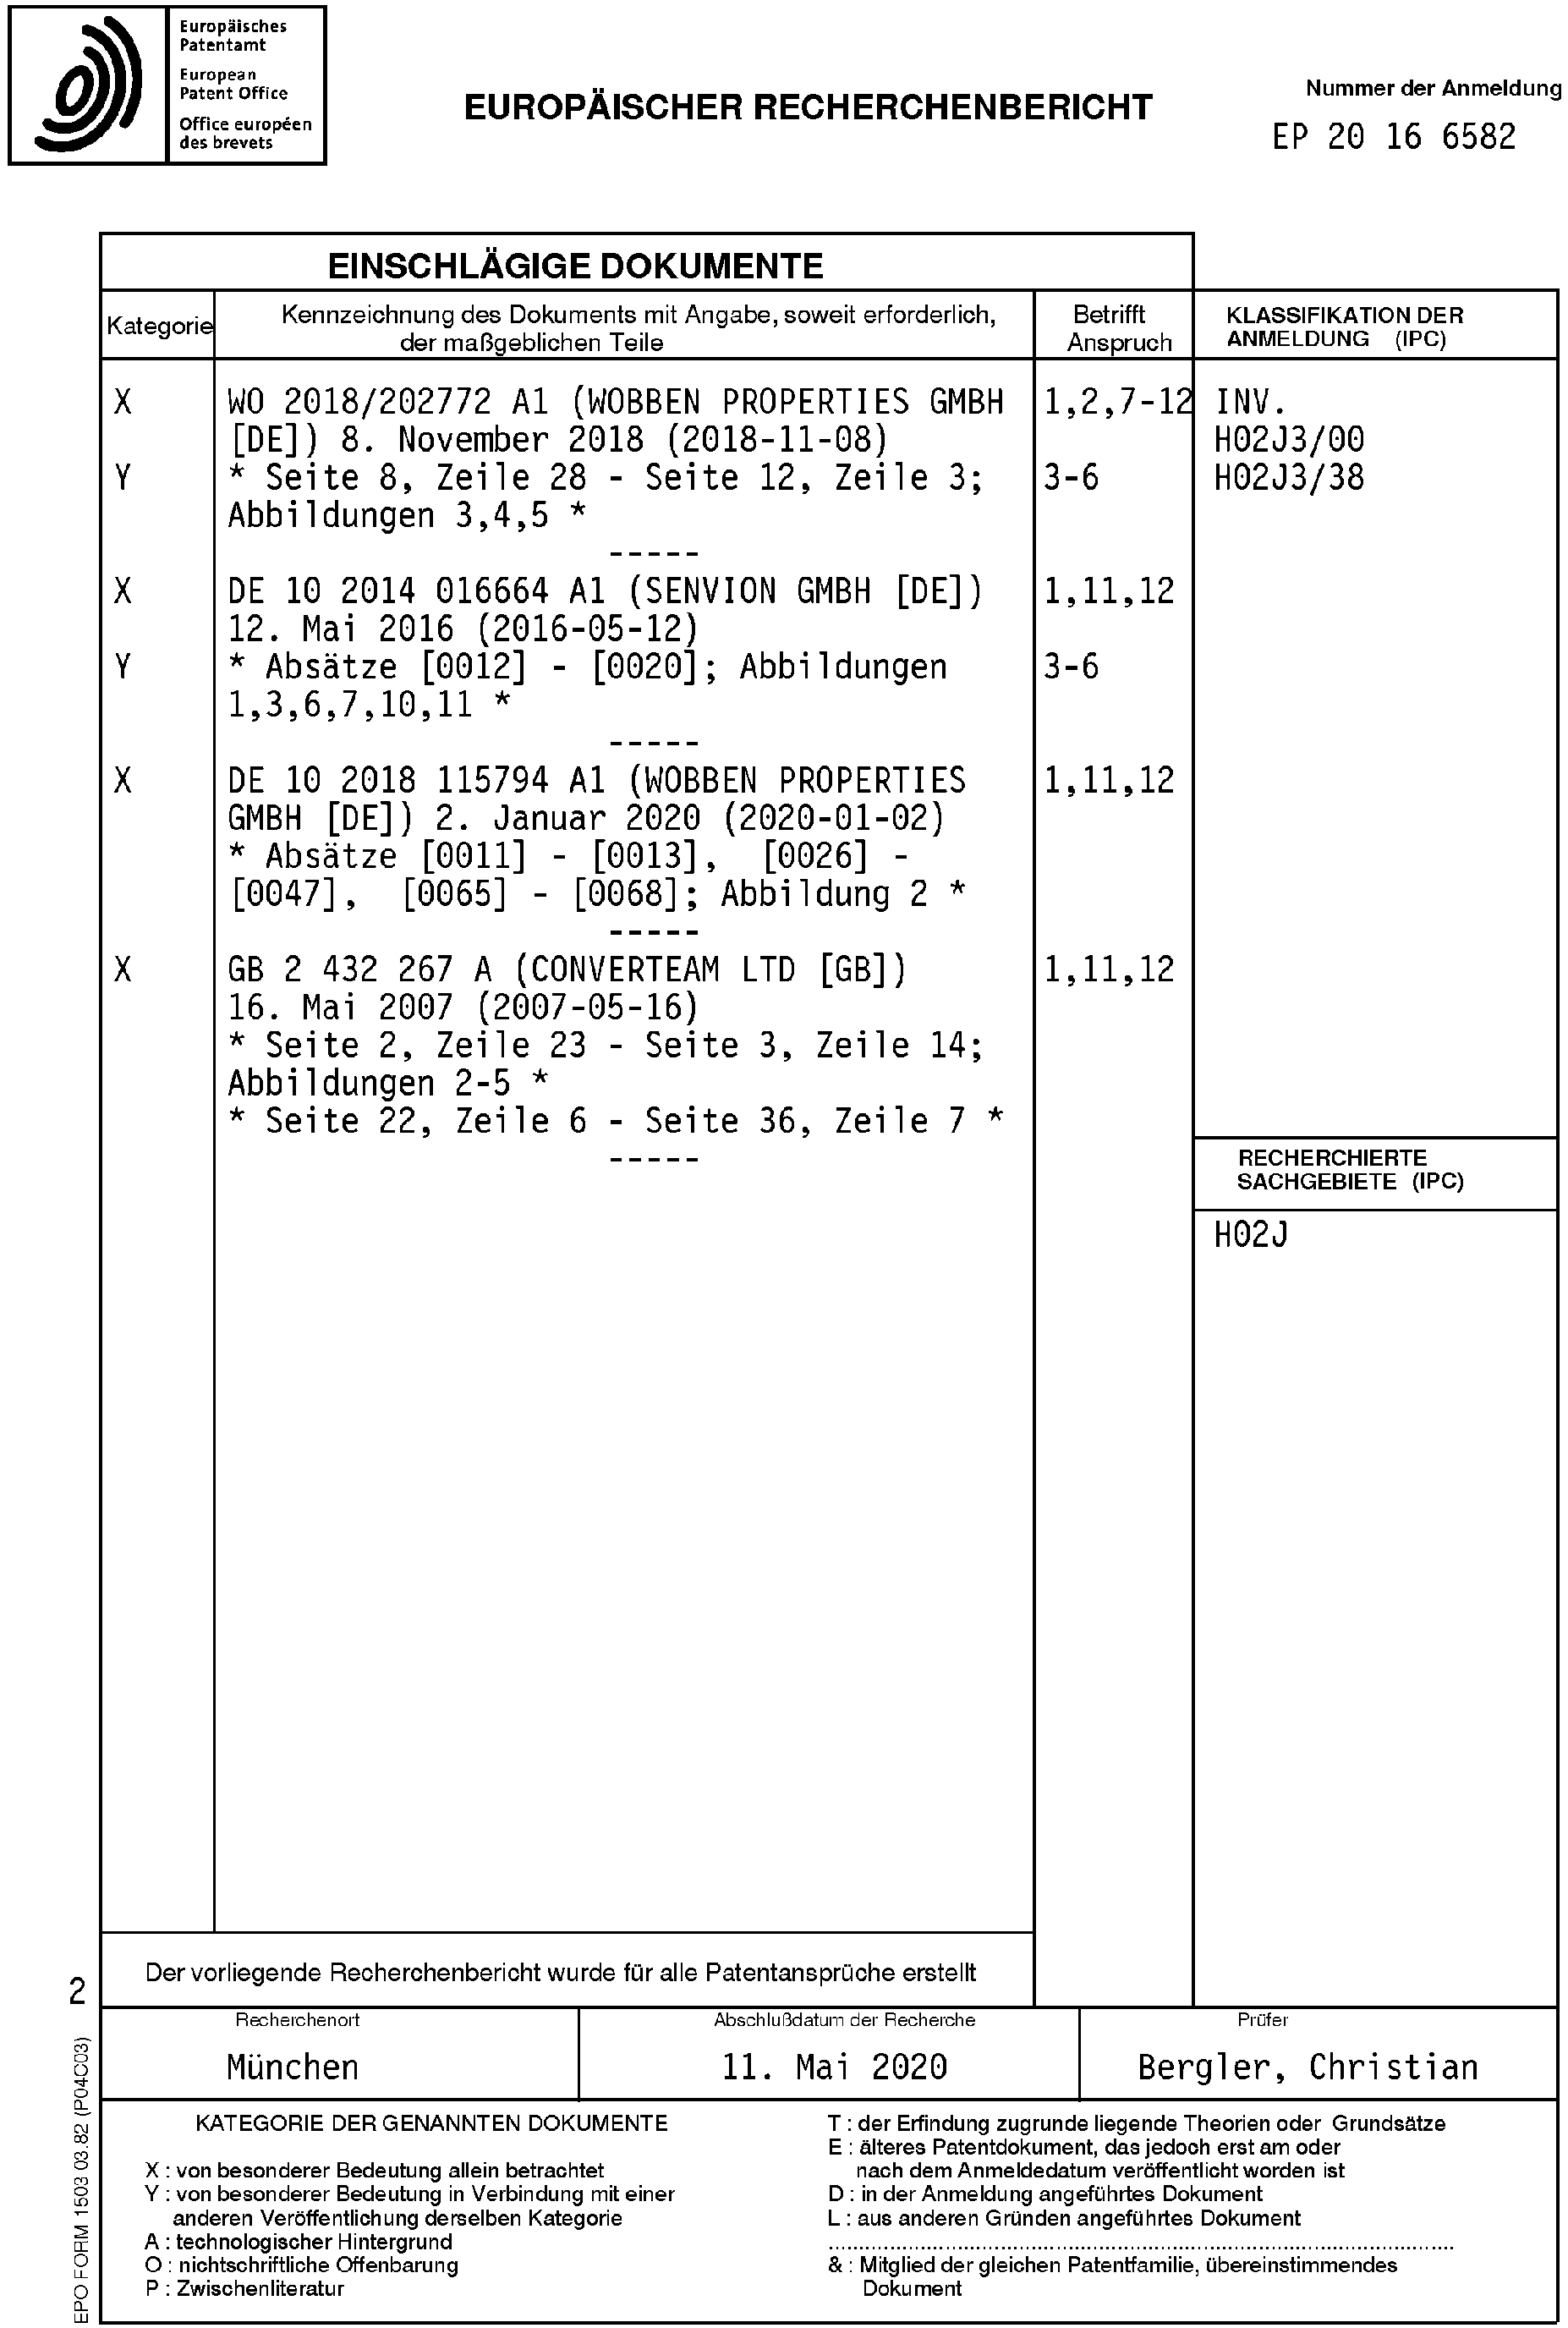 Europäisches
Patentamt
European
Patent Office
Office européen
des brevets
EUROPÄISCHER RECHERCHENBERICHT
Nummer der Anmeldung
EP 20 16 6582
EINSCHLÄGIGE DOKUMENTE
Kategorie
Kennzeichnung des Dokuments mit Angabe, soweit erforderlich,
der maßgeblichen Teile
Betrifft
Anspruch
KLASSIFIKATION DER
ANMELDUNG (IPC)
X WO 2018/202772 A1 (WOBBEN PROPERTIES GMBH 1,2,7-12 INV.
[DE]) 8. November 2018 (2018-11-08) H02J3/00
Y * Seite 8, Zeile 28 - Seite 12, Zeile 3; 3-6 H02J3/38
Abbildungen 3,4,5 *
-----
X DE 10 2014 016664 A1 (SENVION GMBH [DE]) 1,11,12
12. Mai 2016 (2016-05-12)
Y * Absätze [0012] - [0020]; Abbildungen 3-6
1,3,6,7,10,11 *
-----
X DE 10 2018 115794 A1 (WOBBEN PROPERTIES 1,11,12
GMBH [DE]) 2. Januar 2020 (2020-01-02)
* Absätze [0011] - [0013], [0026] -
[0047], [0065] - [0068]; Abbildung 2 *
-----
X GB 2 432 267 A (CONVERTEAM LTD [GB]) 1,11,12
16. Mai 2007 (2007-05-16)
* Seite 2, Zeile 23 - Seite 3, Zeile 14;
Abbildungen 2-5 *
* Seite 22, Zeile 6 - Seite 36, Zeile 7 *
-----
RECHERCHIERTE
SACHGEBIETE (IPC)
H02J
Der vorliegende Recherchenbericht wurde für alle Patentansprüche erstellt
2
Recherchenort
München
Abschlußdatum der Recherche
11. Mai 2020
Prüfer
Bergler, Christian
KATEGORIE DER GENANNTEN DOKUMENTE
X : von besonderer Bedeutung allein betrachtet
Y : von besonderer Bedeutung in Verbindung mit einer
anderen Veröffentlichung derselben Kategorie
A : technologischer Hintergrund
O : nichtschriftliche Offenbarung
P : Zwischenliteratur
T : der Erfindung zugrunde liegende Theorien oder Grundsätze
E : älteres Patentdokument, das jedoch erst am oder
nach dem Anmeldedatum veröffentlicht worden ist
D : in der Anmeldung angeführtes Dokument
L : aus anderen Gründen angeführtes Dokument
& : Mitglied der gleichen Patentfamilie, übereinstimmendes
Dokument
EPO FORM 1503 03.82 (P04C03)